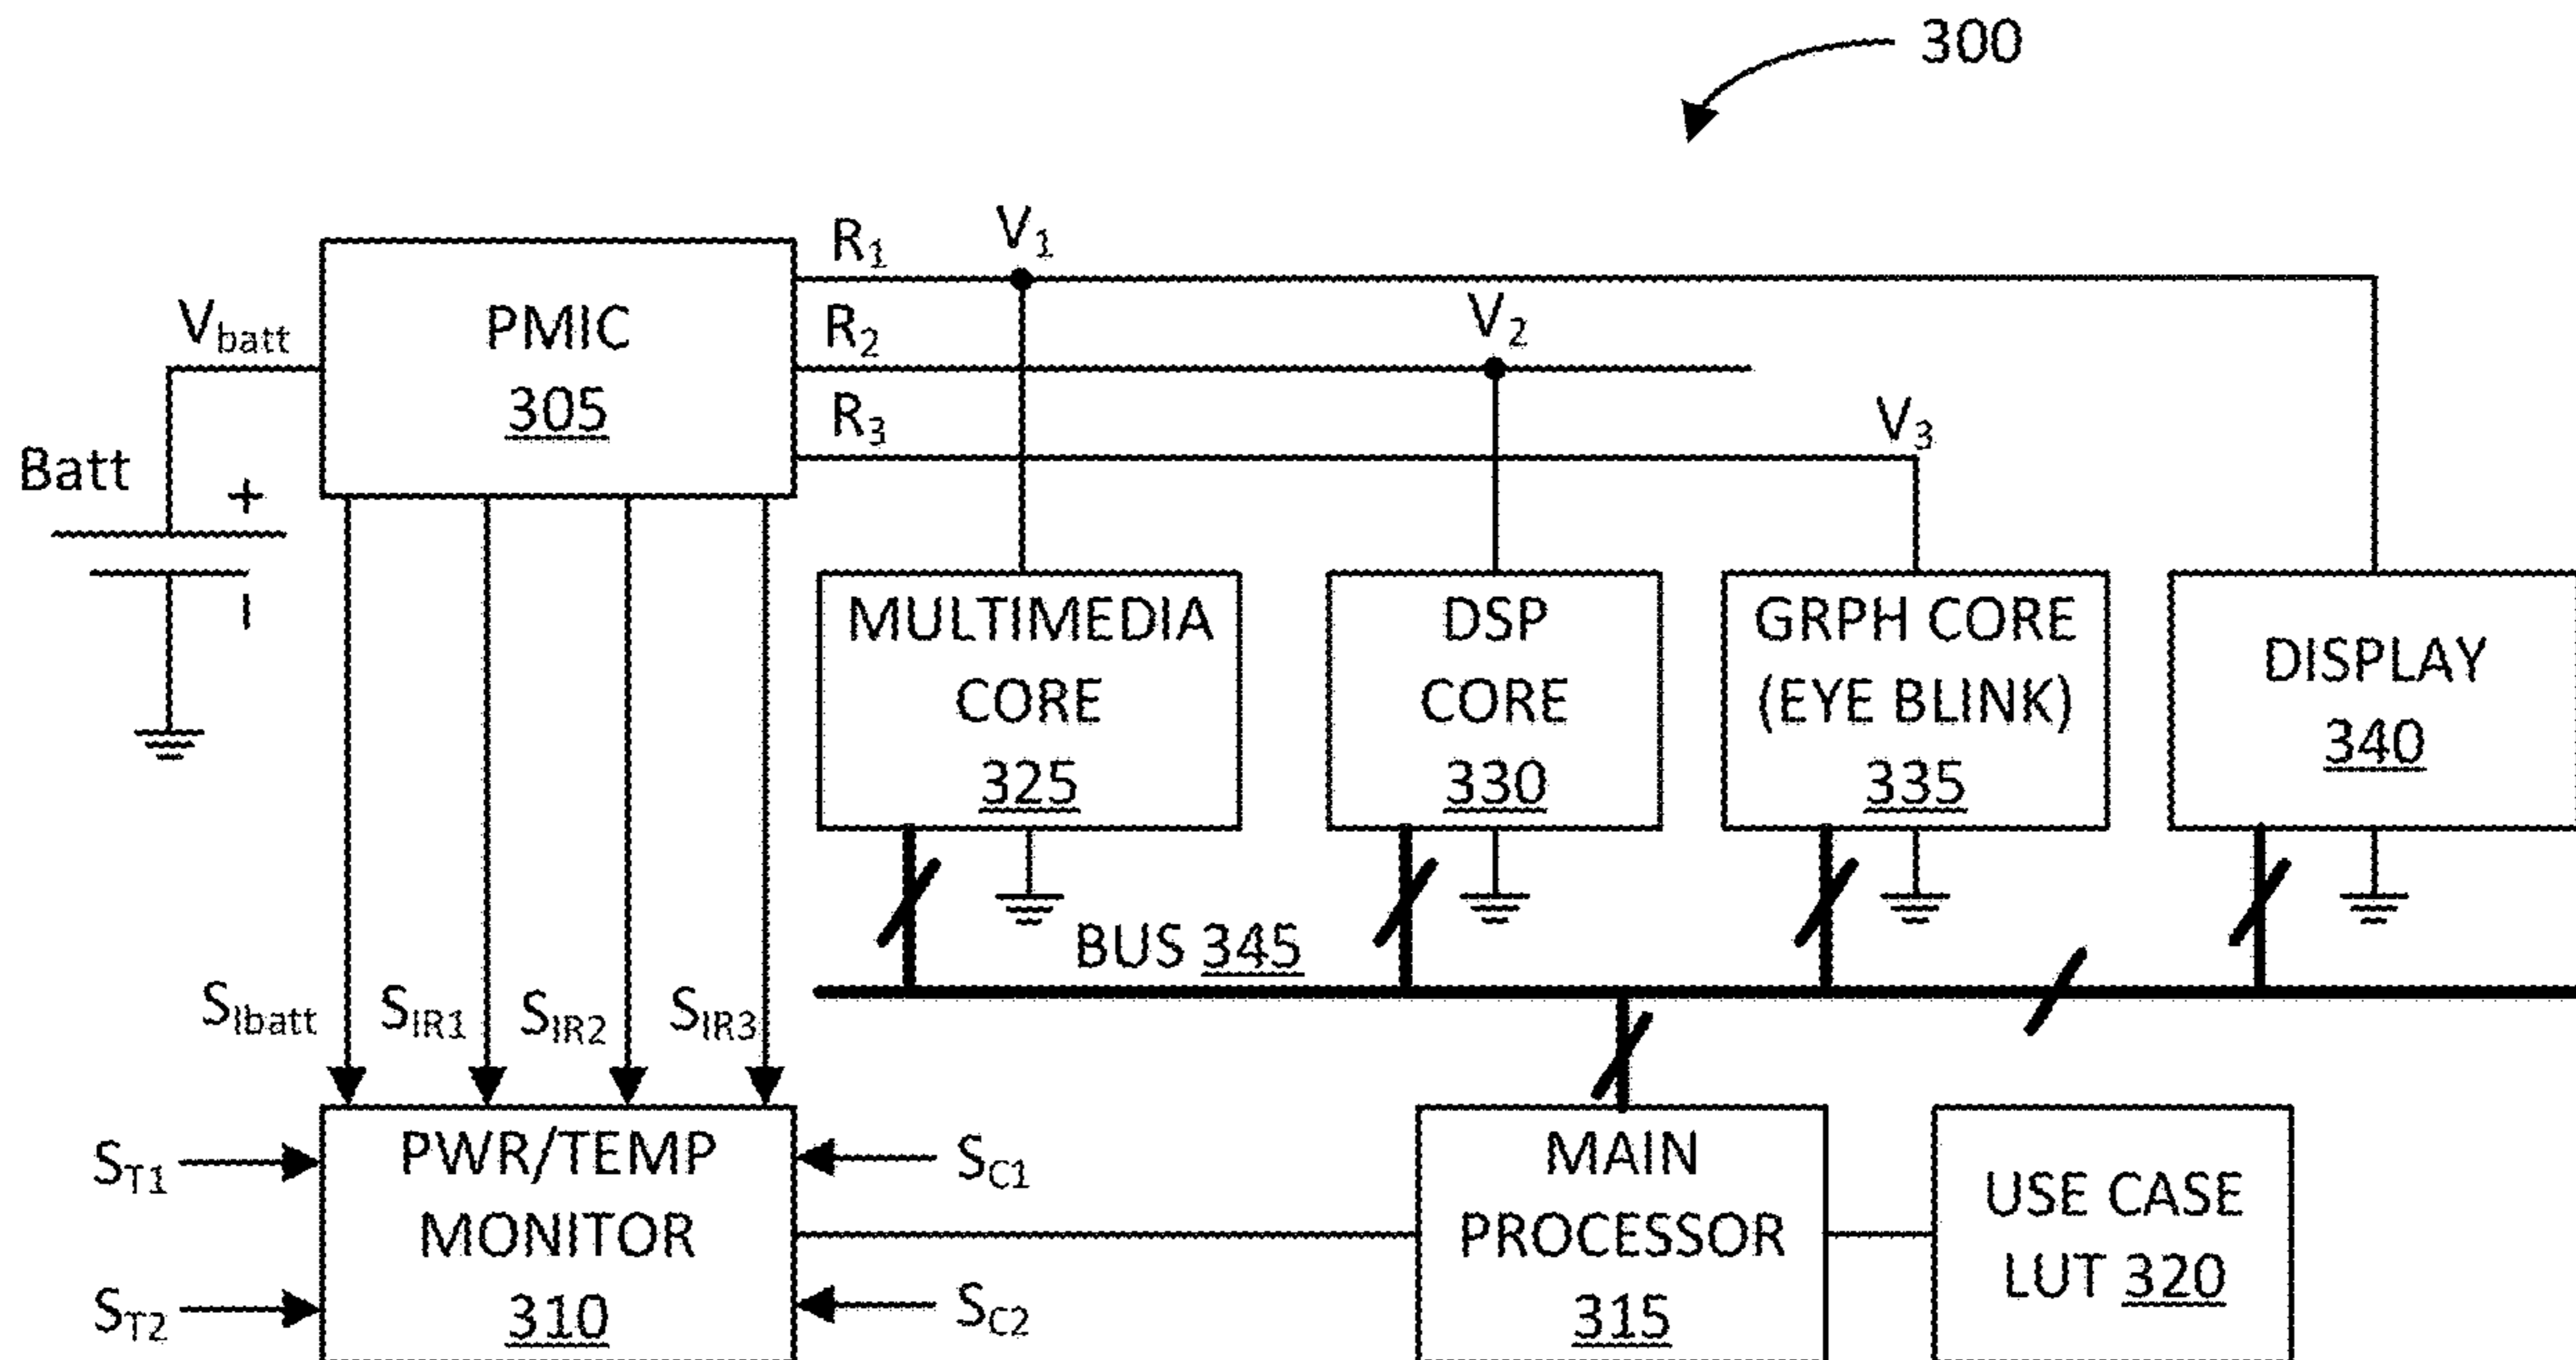 300
R1
V1
Vbatt
PMIC
305
R2
V2
R3
V3
Batt
+
–
MULTIMEDIA
CORE
325
DSP
CORE
330
GRPH CORE
(EYE BLINK)
335
DISPLAY
340
BUS 345
SIbatt
SIR1
SIR2
SIR3
ST1
ST2
PWR/TEMP
MONITOR
310
SC1
SC2
MAIN
PROCESSOR
315
USE CASE
LUT 320